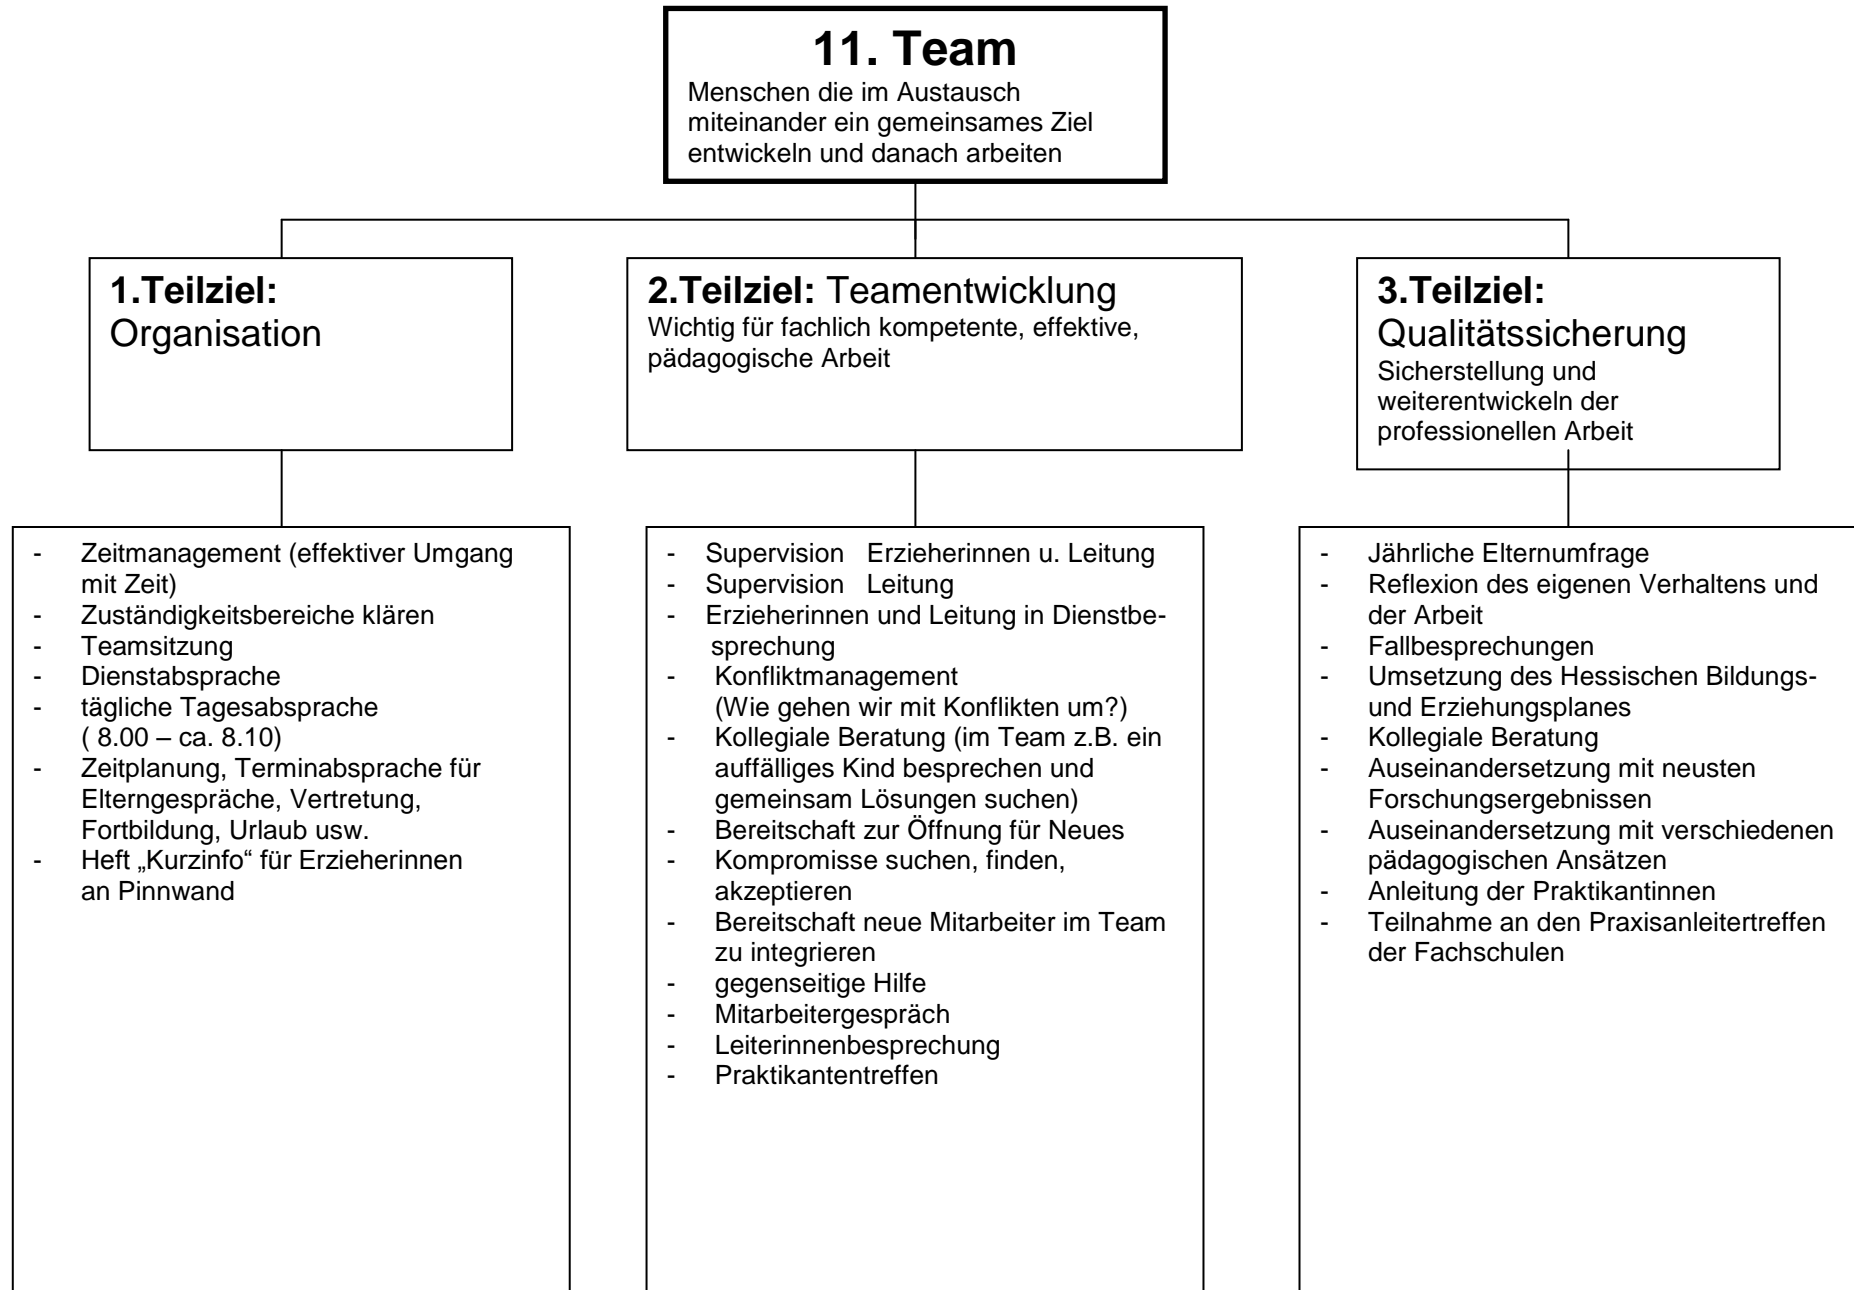 11. Team
Menschen die im Austausch
miteinander ein gemeinsames Ziel
entwickeln und danach arbeiten
1.Teilziel:
Organisation
2.Teilziel: Teamentwicklung
Wichtig für fachlich kompetente, effektive,
pädagogische Arbeit
3.Teilziel:
Qualitätssicherung
Sicherstellung und
weiterentwickeln der
professionellen Arbeit
- Zeitmanagement (effektiver Umgang
mit Zeit)
- Zuständigkeitsbereiche klären
- Teamsitzung
- Dienstabsprache
- tägliche Tagesabsprache
( 8.00 – ca. 8.10)
- Zeitplanung, Terminabsprache für
Elterngespräche, Vertretung,
Fortbildung, Urlaub usw.
- Heft „Kurzinfo“ für Erzieherinnen
an Pinnwand
- Supervision Erzieherinnen u. Leitung
- Supervision Leitung
- Erzieherinnen und Leitung in Dienstbe-
sprechung
- Konfliktmanagement
(Wie gehen wir mit Konflikten um?)
- Kollegiale Beratung (im Team z.B. ein
auffälliges Kind besprechen und
gemeinsam Lösungen suchen)
- Bereitschaft zur Öffnung für Neues
- Kompromisse suchen, finden,
akzeptieren
- Bereitschaft neue Mitarbeiter im Team
zu integrieren
- gegenseitige Hilfe
- Mitarbeitergespräch
- Leiterinnenbesprechung
- Praktikantentreffen
- Jährliche Elternumfrage
- Reflexion des eigenen Verhaltens und
der Arbeit
- Fallbesprechungen
- Umsetzung des Hessischen Bildungs-
und Erziehungsplanes
- Kollegiale Beratung
- Auseinandersetzung mit neusten
Forschungsergebnissen
- Auseinandersetzung mit verschiedenen
pädagogischen Ansätzen
- Anleitung der Praktikantinnen
- Teilnahme an den Praxisanleitertreffen
der Fachschulen